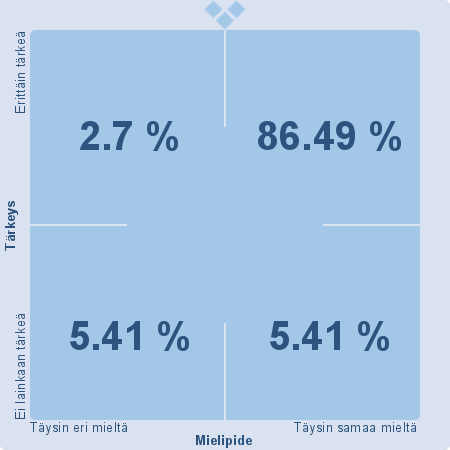 Erittäin tärkeä
2.7 %
86.49 %
Tärkeys
5.41 %
5.41 %
Ei lainkaan tärkeä
Täysin eri mieltä
Täysin samaa mieltä
Mielipide